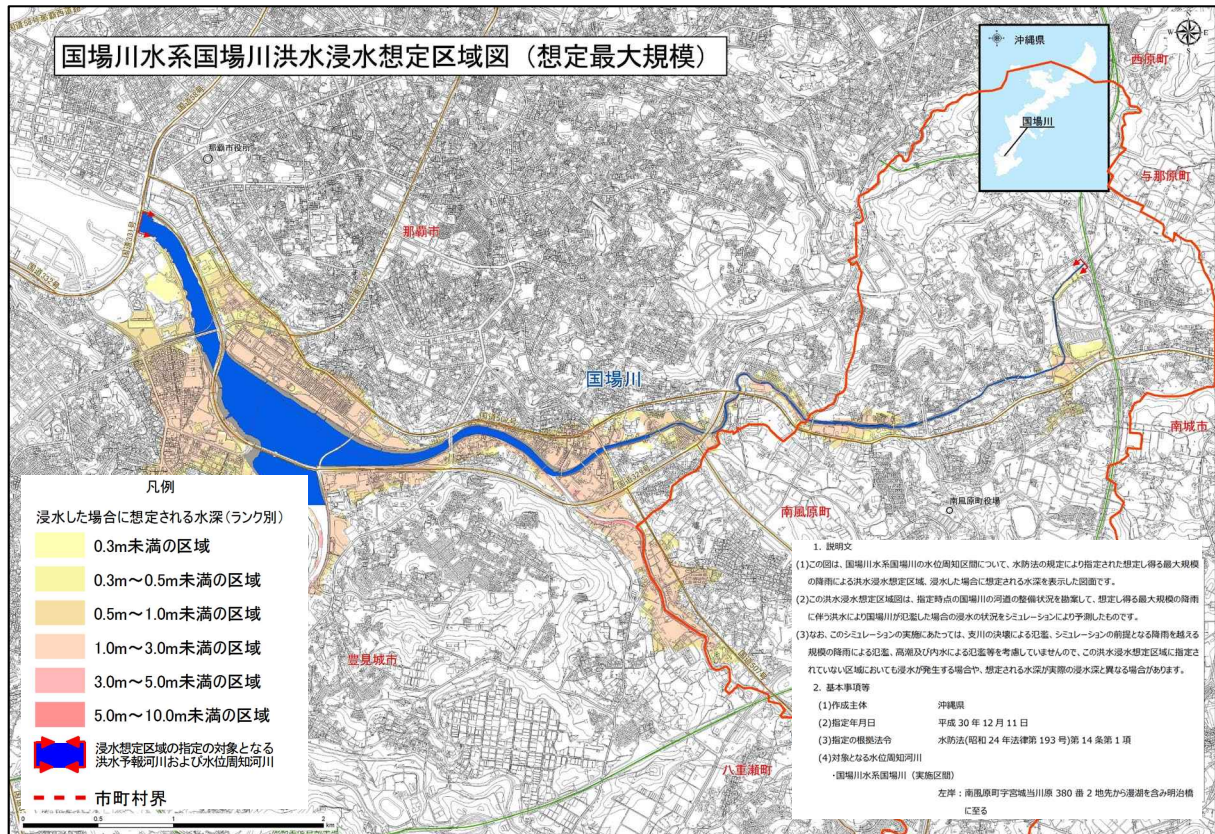 国場川水系国場川洪水浸水想定区域図（想定最大規模）
沖縄県
国場川
西原町
与那原町
那覇市役所
那覇市
国道331号
国場川
南城市
南風原町役場
南風原町
豊見城市
八重瀬町
凡例
浸水した場合に想定される水深(ランク別)
0.3m未満の区域
0.3m～0.5m未満の区域
0.5m～1.0m未満の区域
1.0m～3.0m未満の区域
3.0m～5.0m未満の区域
5.0m～10.0m未満の区域
浸水想定区域の指定の対象となる
洪水予報河川および水位周知河川
市町村界
0 0.5 1 2
km
1. 説明文
(1)この図は、国場川水系国場川の水位周知区間について、水防法の規定により指定された想定し得る最大規模
の降雨による洪水浸水想定区域、浸水した場合に想定される水深を表示した図面です。
(2)この洪水浸水想定区域図は、指定時点の国場川の河道の整備状況を勘案して、想定し得る最大規模の降雨
に伴う洪水により国場川が氾濫した場合の浸水の状況をシミュレーションにより予測したものです。
(3)なお、このシミュレーションの実施にあたっては、支川の決壊による氾濫、シミュレーションの前提となる降雨を越える
規模の降雨による氾濫、高潮及び内水による氾濫等を考慮していませんので、この洪水浸水想定区域に指定さ
れていない区域においても浸水が発生する場合や、想定される水深が実際の浸水深と異なる場合があります。
2. 基本事項等
(1)作成主体 沖縄県
(2)指定年月日 平成 30 年 12 月 11 日
(3)指定の根拠法令 水防法(昭和 24 年法律第 193 号)第 14 条第 1 項
(4)対象となる水位周知河川
・国場川水系国場川（実施区間）
左岸：南風原町字宮城当川原 380 番 2 地先から漫湖を含み明治橋
に至る